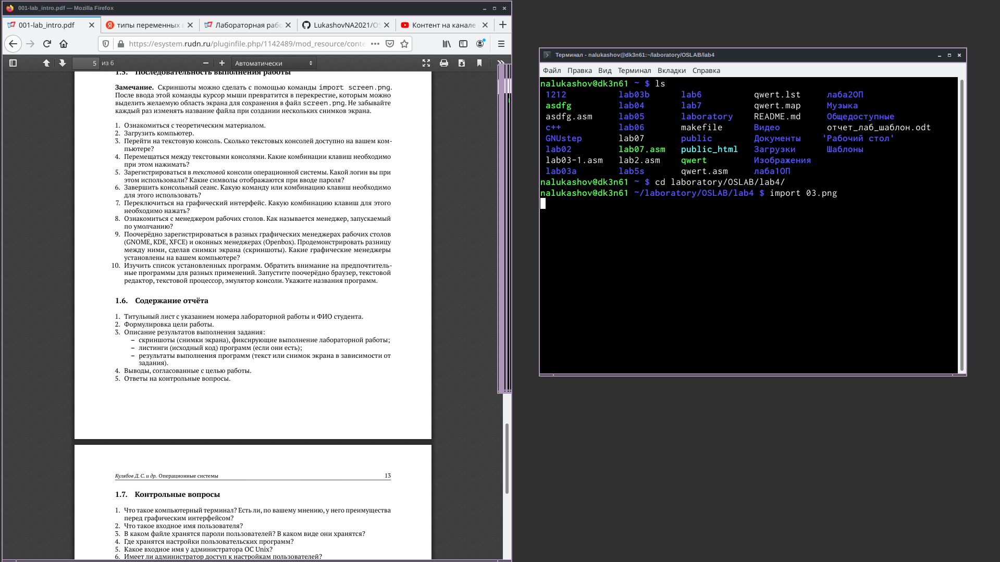 001-lab_intro.pdf — Mozilla Firefox
001-lab_intro.pdf
типы переменных в
Лабораторная рабо
LukashovNA2021/OS
Контент на канале
https://esystem.rudn.ru/pluginfile.php/1142489/mod_resource/conte
5 из 6
Автоматически
1.5. Последовательность выполнения работы
Замечание. Скриншоты можно сделать с помощью команды import screen.png.
После ввода этой команды курсор мыши превратится в перекрестие, которым можно
выделить желаемую область экрана для сохранения в файл screen.png. Не забывайте
каждый раз изменять название файла при создании нескольких снимков экрана.
1. Ознакомиться с теоретическим материалом.
2. Загрузить компьютер.
3. Перейти на текстовую консоль. Сколько текстовых консолей доступно на вашем ком-
пьютере?
4. Перемещаться между текстовыми консолями. Какие комбинации клавиш необходимо
при этом нажимать?
5. Зарегистрироваться в текстовой консоли операционной системы. Какой логин вы при
этом использовали? Какие символы отображаются при вводе пароля?
6. Завершить консольный сеанс. Какую команду или комбинацию клавиш необходимо
для этого использовать?
7. Переключиться на графический интерфейс. Какую комбинацию клавиш для этого
необходимо нажать?
8. Ознакомиться с менеджером рабочих столов. Как называется менеджер, запускаемый
по умолчанию?
9. Поочерёдно зарегистрироваться в разных графических менеджерах рабочих столов
(GNOME, KDE, XFCE) и оконных менеджерах (Openbox). Продемонстрировать разницу
между ними, сделав снимки экрана (скриншоты). Какие графические менеджеры
установлены на вашем компьютере?
10. Изучить список установленных программ. Обратить внимание на предпочтитель-
ные программы для разных применений. Запустите поочерёдно браузер, текстовой
редактор, текстовой процессор, эмулятор консоли. Укажите названия программ.
1.6. Содержание отчёта
1. Титульный лист с указанием номера лабораторной работы и ФИО студента.
2. Формулировка цели работы.
3. Описание результатов выполнения задания:
– скриншоты (снимки экрана), фиксирующие выполнение лабораторной работы;
– листинги (исходный код) программ (если они есть);
– результаты выполнения программ (текст или снимок экрана в зависимости от
задания).
4. Выводы, согласованные с целью работы.
5. Ответы на контрольные вопросы.
Кулябов Д. С. и др. Операционные системы 13
1.7. Контрольные вопросы
1. Что такое компьютерный терминал? Есть ли, по вашему мнению, у него преимущества
перед графическим интерфейсом?
2. Что такое входное имя пользователя?
3. В каком файле хранятся пароли пользователей? В каком виде они хранятся?
4. Где хранятся настройки пользовательских программ?
5. Какое входное имя у администратора ОС Unix?
6. Имеет ли администратор доступ к настройкам пользователей?
Терминал - nalukashov@dk3n61:~/laboratory/OSLAB/lab4
Файл Правка Вид Терминал Вкладки Справка
nalukashov@dk3n61 ~ $ ls
1212 lab03b lab6 qwert.lst лаба2ОП
asdfg lab04 lab7 qwert.map Музыка
asdfg.asm lab05 laboratory README.md Общедоступные
c++ lab06 makefile Видео отчет_лаб_шаблон.odt
GNUstep lab07 public Документы 'Рабочий стол'
lab02 lab07.asm public_html Загрузки Шаблоны
lab03-1.asm lab2.asm qwert Изображения
lab03a lab5s qwert.asm лаба1ОП
nalukashov@dk3n61 ~ $ cd laboratory/OSLAB/lab4/
nalukashov@dk3n61 ~/laboratory/OSLAB/lab4 $ import 03.png